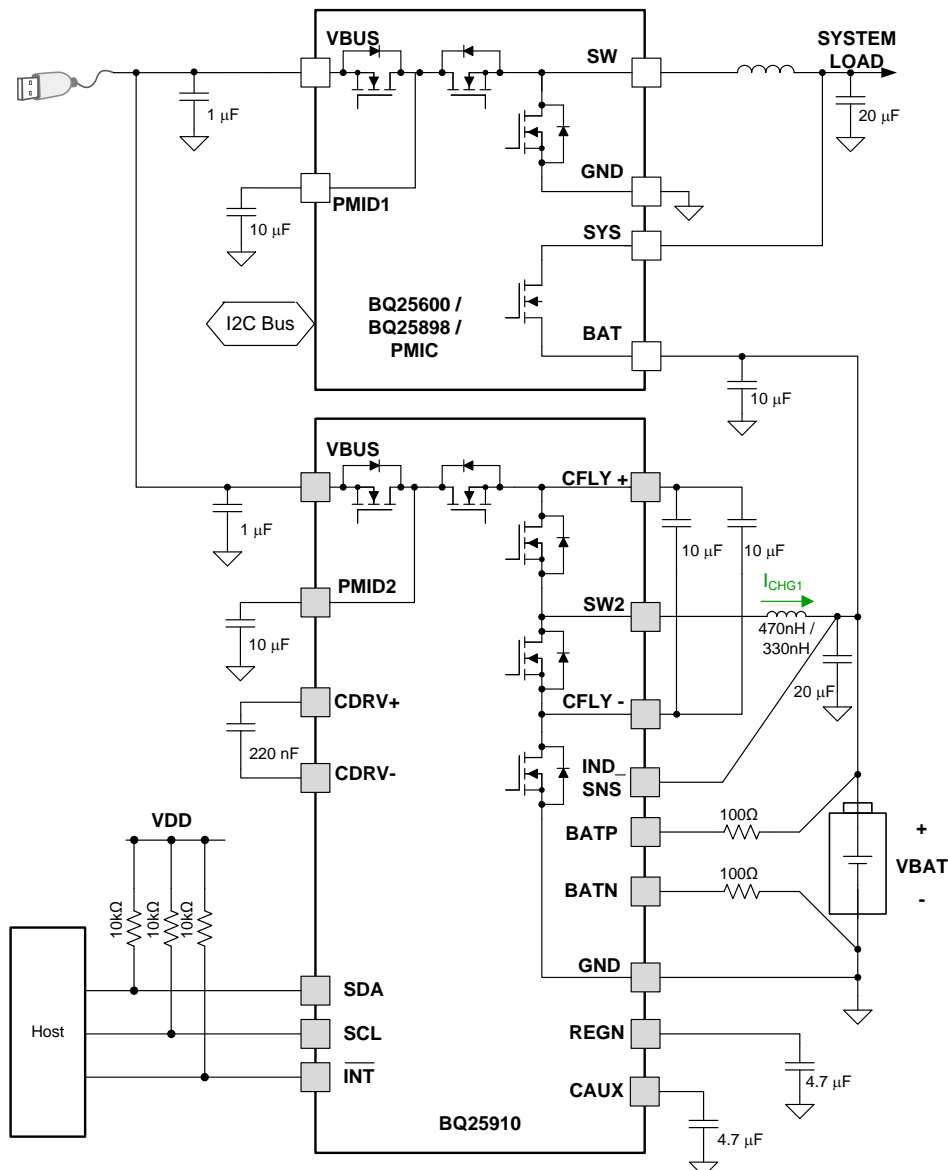 VBUS
SW
SYSTEM
LOAD
1 μF
20 μF
GND
PMID1
10 μF
SYS
I2C Bus
BQ25600 /
BQ25898 /
PMIC
BAT
10 μF
VBUS
CFLY +
1 μF
10 μF
10 μF
PMID2
ICHG1
SW2
470nH /
330nH
10 μF
20 μF
CDRV+
CFLY -
220 nF
CDRV-
IND_
SNS
VDD
100Ω
BATP
+
VBAT
-
100Ω
BATN
10kΩ
10kΩ
10kΩ
GND
SDA
Host
SCL
REGN
INT
4.7 μF
CAUX
BQ25910
4.7 μF